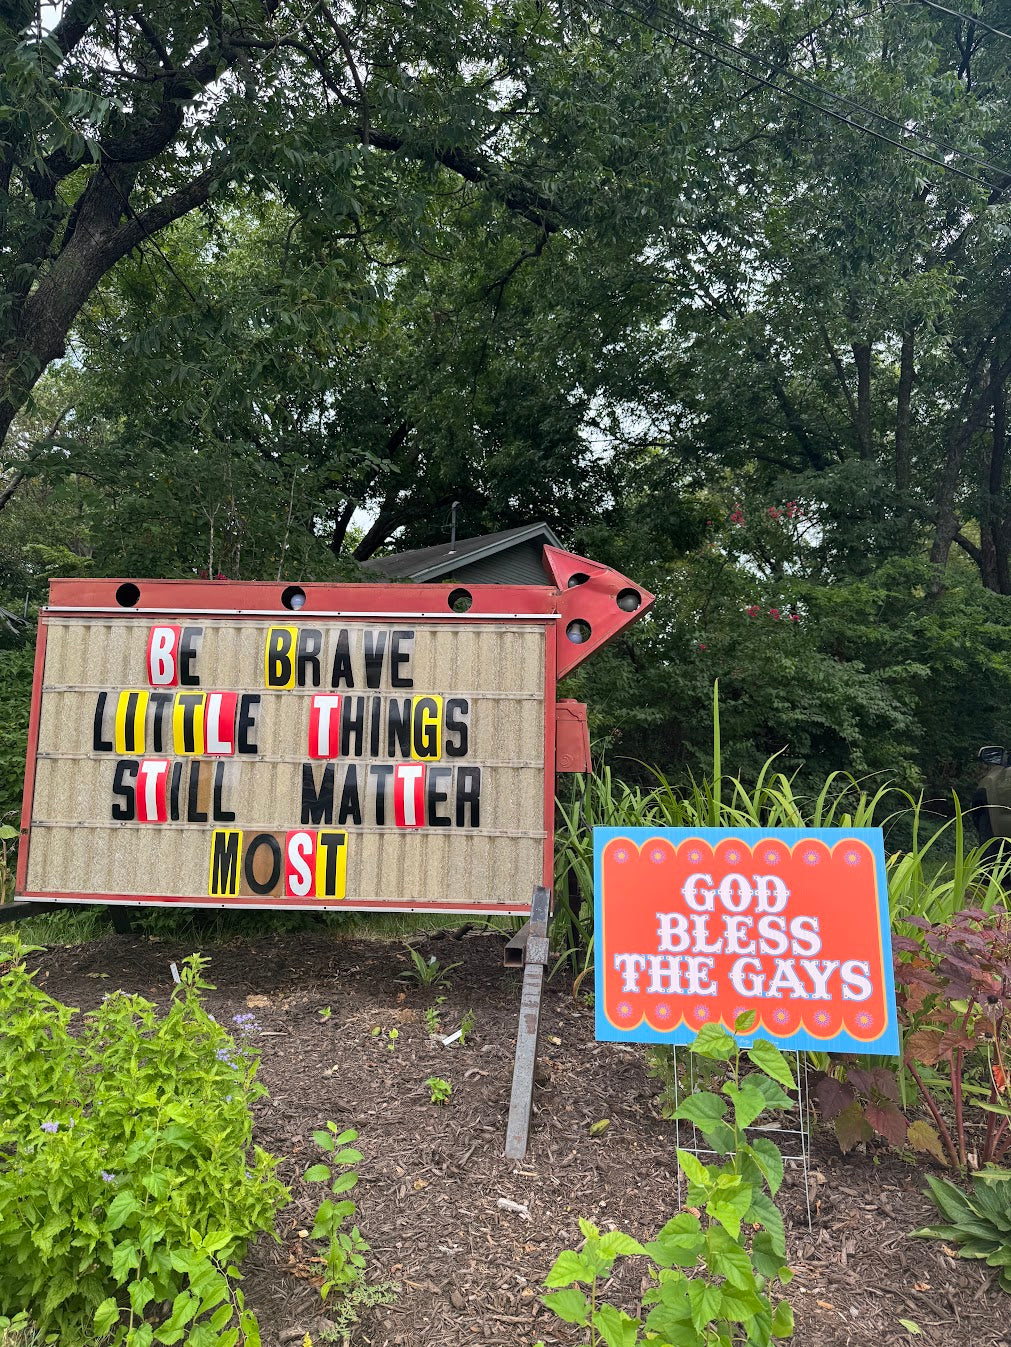 BE BRAVE
LITTLE THINGS
STILL MATTER
MOST
GOD
BLESS
THE GAYS